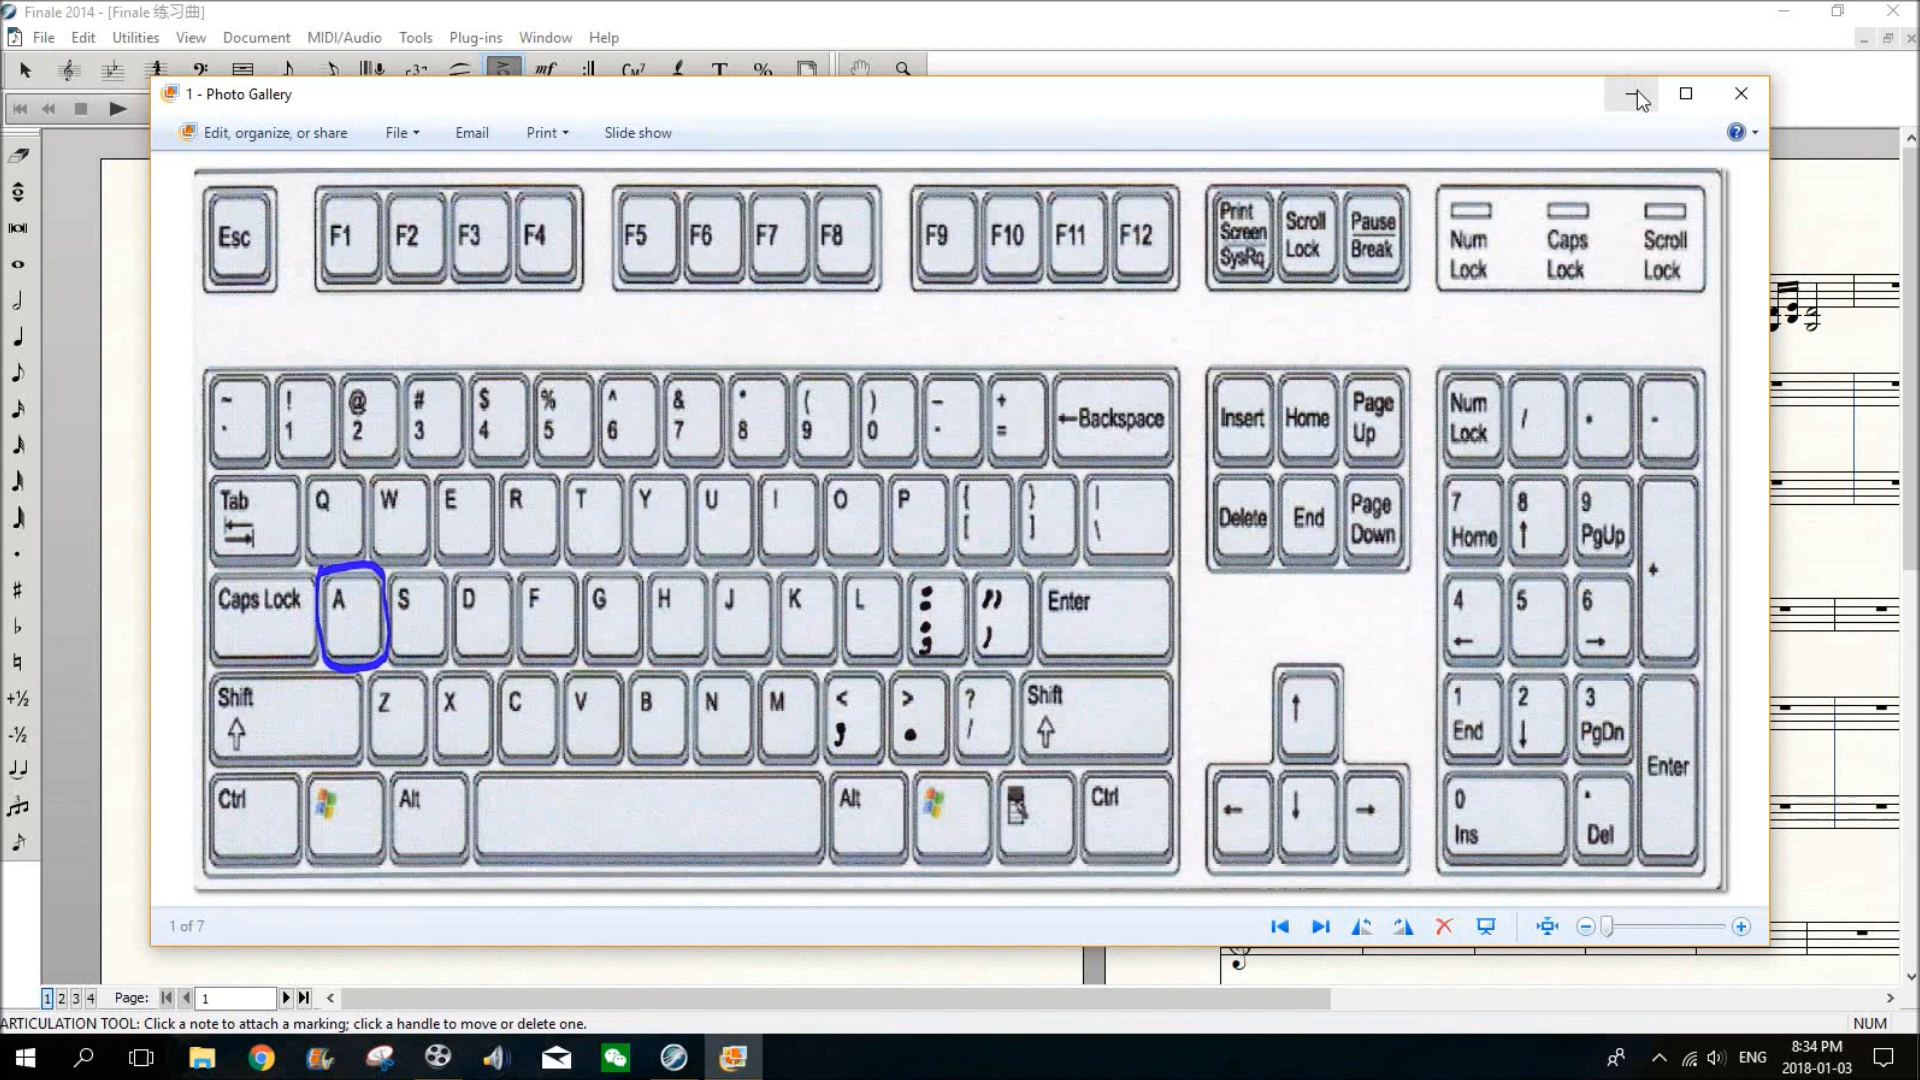 Finale 2014 - [Finale 练习曲]
File Edit Utilities View Document MIDI/Audio Tools Plug-ins Window Help
1 - Photo Gallery
Edit, organize, or share File Email Print Slide show
Esc F1 F2 F3 F4 F5 F6 F7 F8 F9 F10 F11 F12 Print Screen SysRq Scroll Lock Pause Break Num Lock Caps Lock Scroll Lock
~ ! @ # $ % ^ & * ( ) – +
` 1 2 3 4 5 6 7 8 9 0 - = ←Backspace Insert Home Page Up Num Lock / * -
Tab Q W E R T Y U I O P { [ } ] | \ Delete End Page Down 7 Home 8 ↑ 9 PgUp +
Caps Lock A S D F G H J K L : ; " ' Enter 4 ← 5 6 →
Shift Z X C V B N M < , > . ? / Shift ↑ 1 End 2 ↓ 3 PgDn Enter
Ctrl Alt Alt Ctrl ← ↓ → 0 Ins . Del
1 of 7
1 2 3 4 Page: 1
ARTICULATION TOOL: Click a note to attach a marking; click a handle to move or delete one. NUM
ENG 8:34 PM
2018-01-03